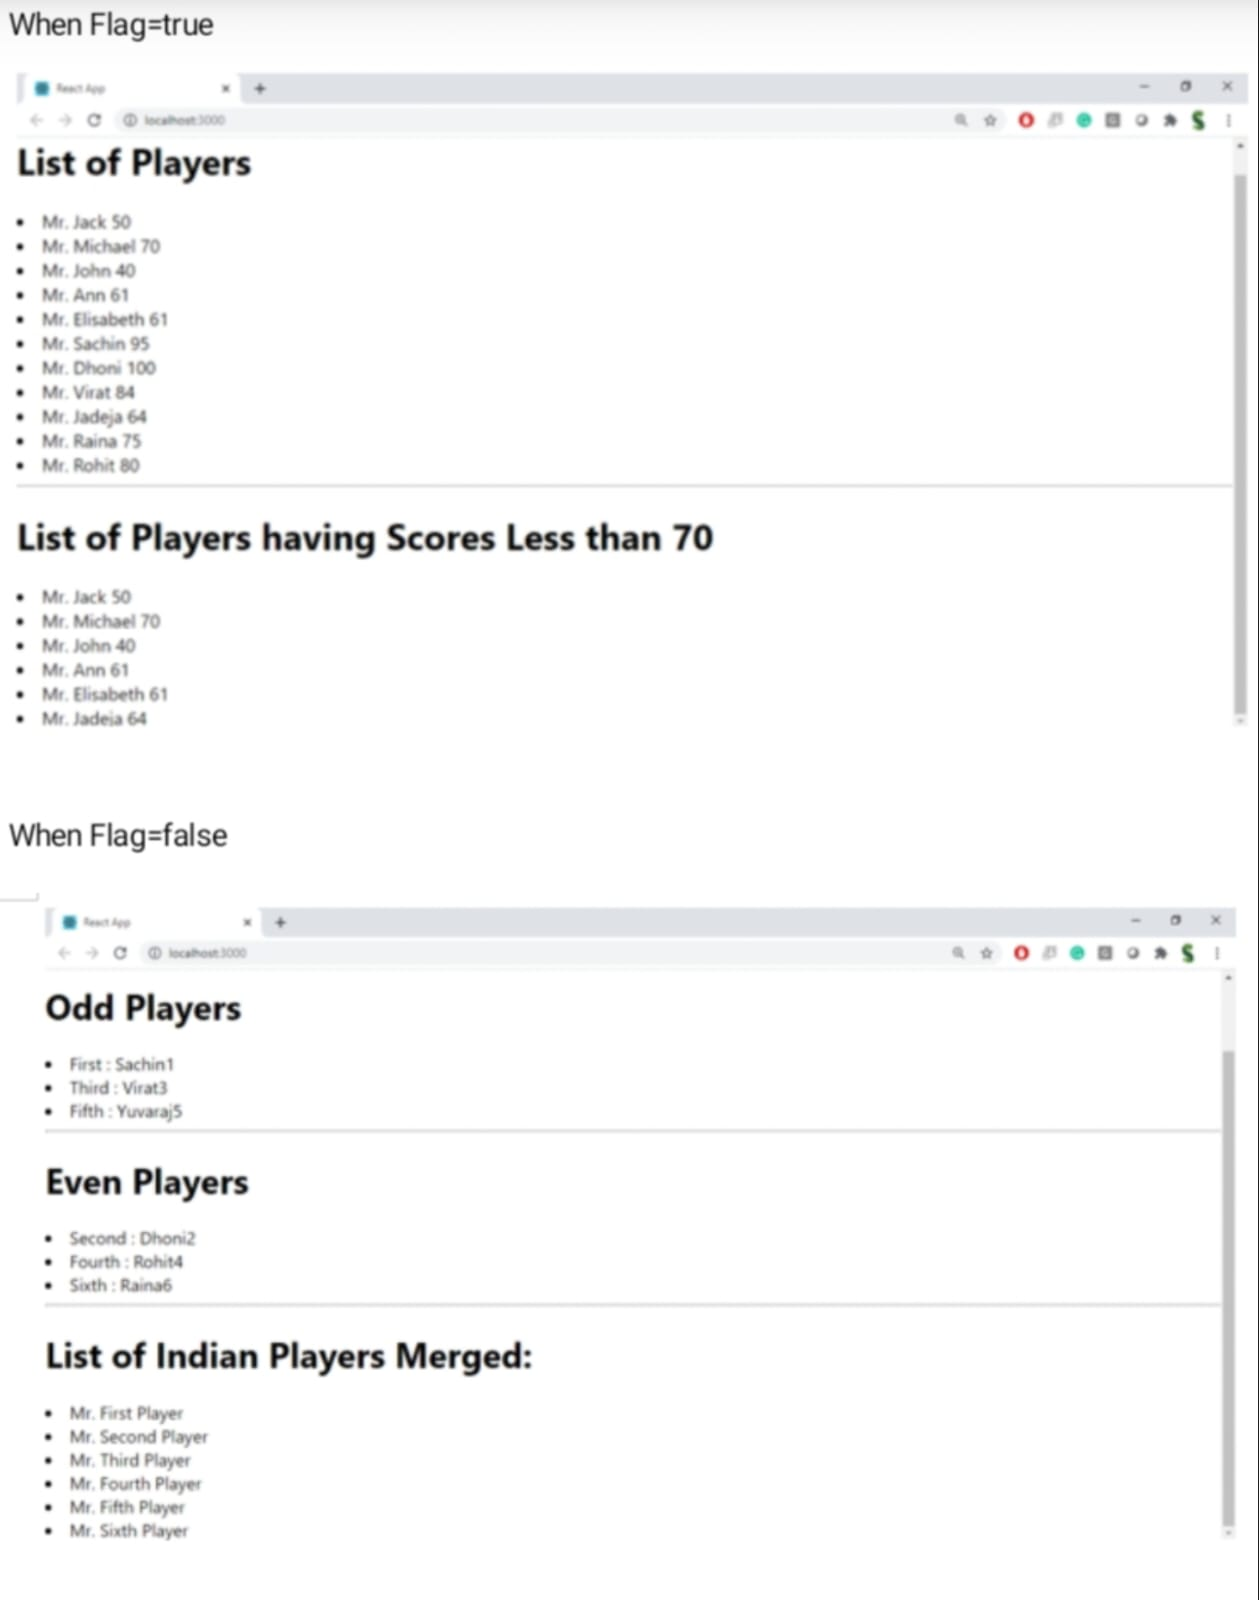 When Flag=true
React App
localhost:3000
List of Players
Mr. Jack 50
Mr. Michael 70
Mr. John 40
Mr. Ann 61
Mr. Elisabeth 61
Mr. Sachin 95
Mr. Dhoni 100
Mr. Virat 84
Mr. Jadeja 64
Mr. Raina 75
Mr. Rohit 80
List of Players having Scores Less than 70
Mr. Jack 50
Mr. Michael 70
Mr. John 40
Mr. Ann 61
Mr. Elisabeth 61
Mr. Jadeja 64
When Flag=false
React App
localhost:3000
Odd Players
First : Sachin1
Third : Virat3
Fifth : Yuvaraj5
Even Players
Second : Dhoni2
Fourth : Rohit4
Sixth : Raina6
List of Indian Players Merged:
Mr. First Player
Mr. Second Player
Mr. Third Player
Mr. Fourth Player
Mr. Fifth Player
Mr. Sixth Player